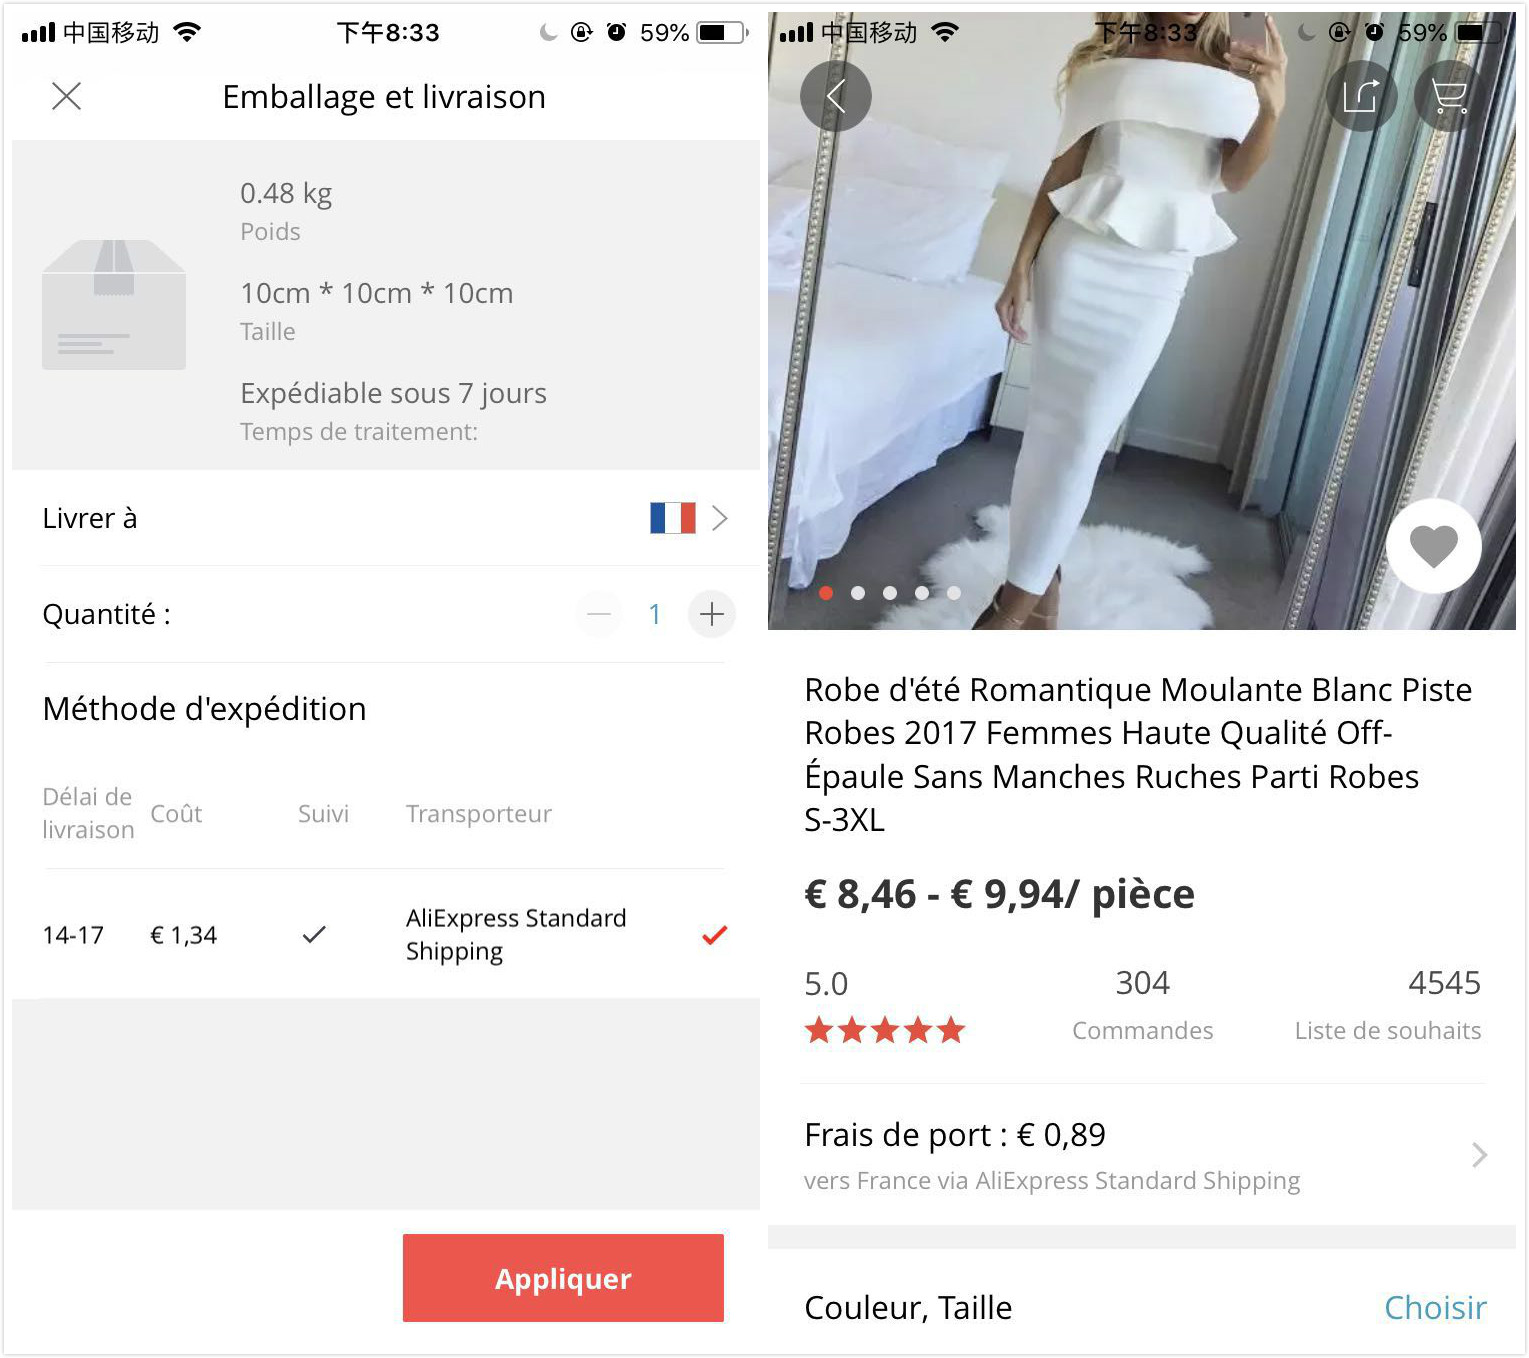 中国移动 下午8:33 59%
Emballage et livraison
0.48 kg
Poids
10cm * 10cm * 10cm
Taille
Expédiable sous 7 jours
Temps de traitement:
Livrer à
Quantité : 1
Méthode d'expédition
Délai de livraison Coût Suivi Transporteur
14-17 € 1,34 AliExpress Standard Shipping
Appliquer
中国移动 下午8:33 59%
Robe d'été Romantique Moulante Blanc Piste
Robes 2017 Femmes Haute Qualité Off-
Épaule Sans Manches Ruches Parti Robes
S-3XL
€ 8,46 - € 9,94/ pièce
5.0 304 4545
Commandes Liste de souhaits
Frais de port : € 0,89
vers France via AliExpress Standard Shipping
Couleur, Taille Choisir